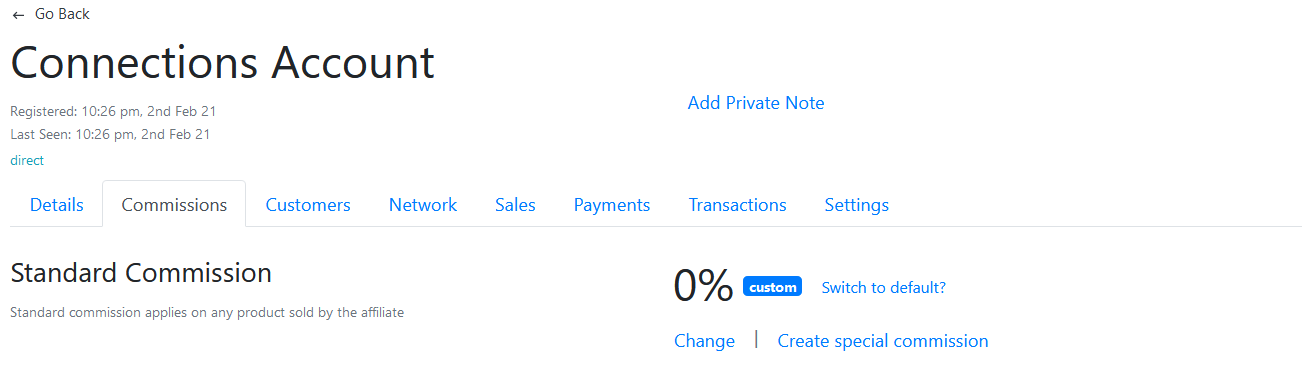 ← Go Back
Connections Account
Registered: 10:26 pm, 2nd Feb 21
Add Private Note
Last Seen: 10:26 pm, 2nd Feb 21
direct
Details Commissions Customers Network Sales Payments Transactions Settings
Standard Commission
0% custom Switch to default?
Standard commission applies on any product sold by the affiliate
Change | Create special commission